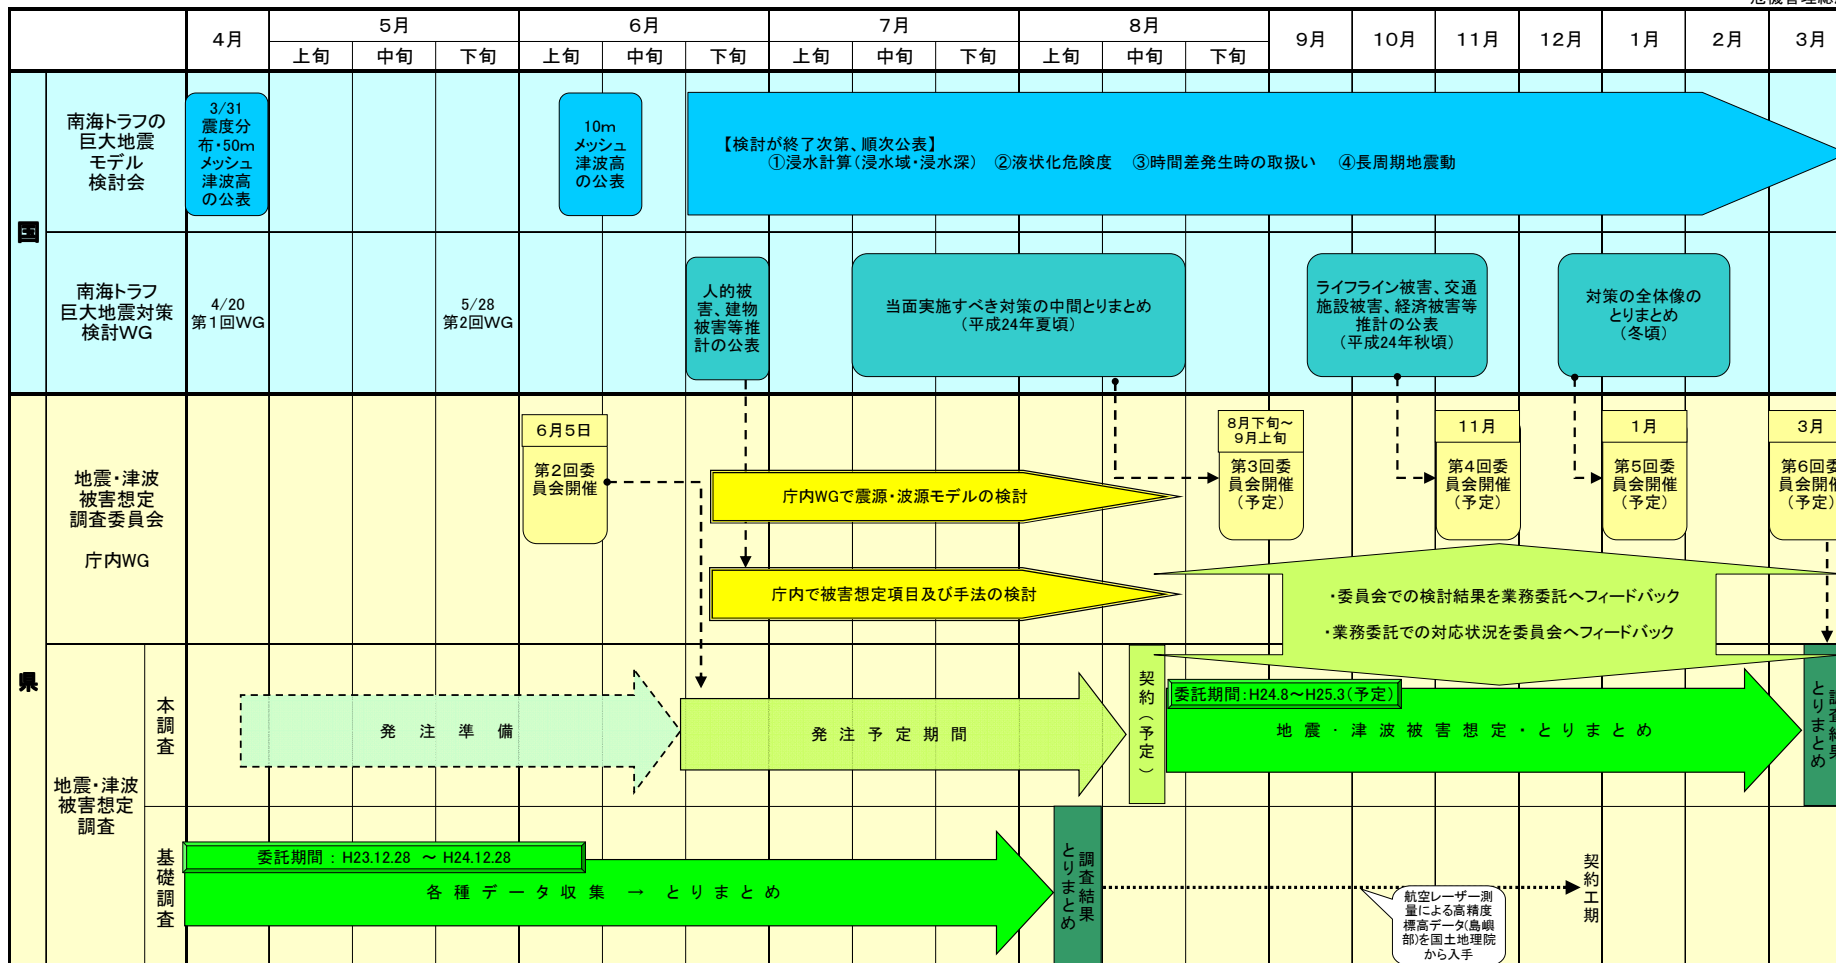 4月
5月
6月
7月
8月
9月
10月
11月
12月
1月
2月
3月
上旬
中旬
下旬
上旬
中旬
下旬
上旬
中旬
下旬
上旬
中旬
下旬
国
南海トラフの
巨大地震
モデル
検討会
3/31
震度分
布・50m
メッシュ
津波高
の公表
10m
メッシュ
津波高
の公表
【検討が終了次第、順次公表】
①浸水計算(浸水域・浸水深) ②液状化危険度 ③時間差発生時の取扱い ④長周期地震動
南海トラフ
巨大地震対策
検討WG
4/20
第1回WG
5/28
第2回WG
人的被
害、建物
被害等推
計の公表
当面実施すべき対策の中間とりまとめ
(平成24年夏頃)
ライフライン被害、交通
施設被害、経済被害等
推計の公表
(平成24年秋頃)
対策の全体像の
とりまとめ
(冬頃)
県
地震・津波
被害想定
調査委員会
庁内WG
6月5日
第2回委
員会開催
庁内WGで震源・波源モデルの検討
庁内で被害想定項目及び手法の検討
8月下旬~
9月上旬
第3回委
員会開催
(予定)
11月
第4回委
員会開催
(予定)
1月
第5回委
員会開催
(予定)
3月
第6回委
員会開催
(予定)
・委員会での検討結果を業務委託へフィードバック
・業務委託での対応状況を委員会へフィードバック
地震・津波
被害想定
調査
本調査
発注準備
発注予定期間
契約(予定)
委託期間:H24.8~H25.3(予定)
地震・津波被害想定・とりまとめ
調査結果
とりまとめ
基礎調査
委託期間 : H23.12.28 ~ H24.12.28
各種データ収集 → とりまとめ
調査結果
とりまとめ
契約工期
航空レーザー測
量による高精度
標高データ(島嶼
部)を国土地理院
から入手